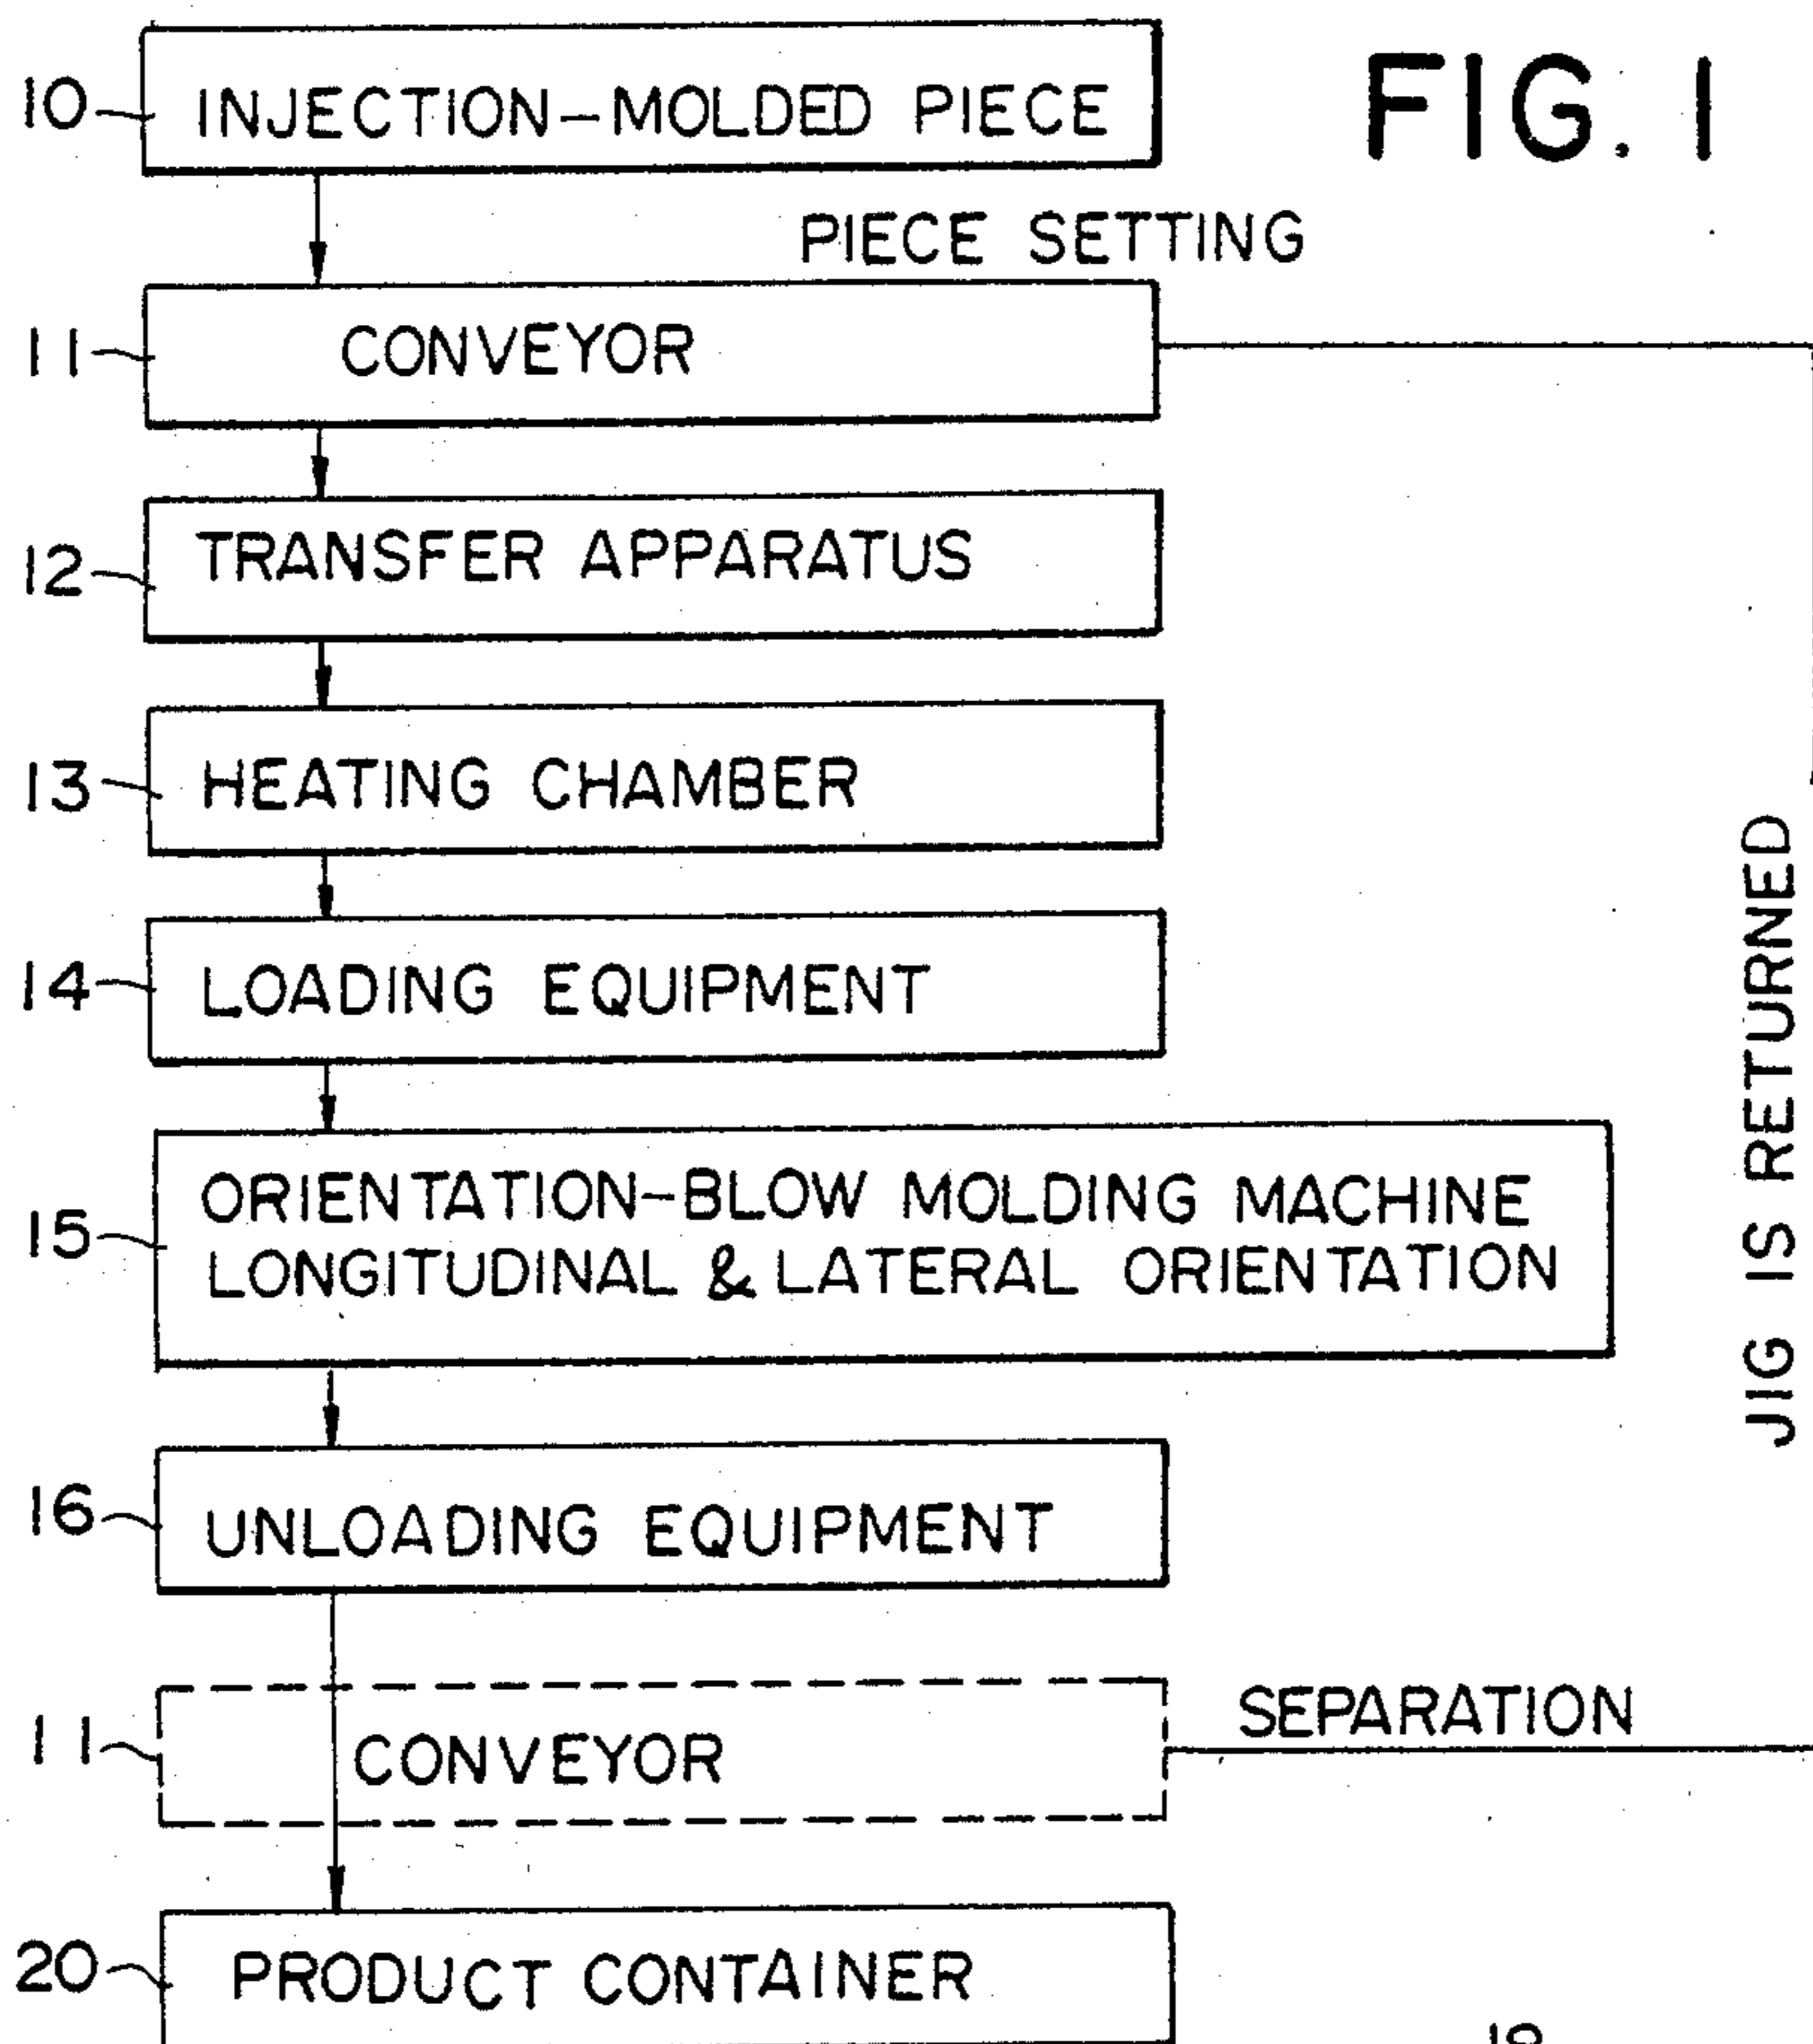 FIG. 1
10 INJECTION-MOLDED PIECE
PIECE SETTING
11 CONVEYOR
12 TRANSFER APPARATUS
13 HEATING CHAMBER
14 LOADING EQUIPMENT
15 ORIENTATION-BLOW MOLDING MACHINE
LONGITUDINAL & LATERAL ORIENTATION
16 UNLOADING EQUIPMENT
11 CONVEYOR
SEPARATION
JIG IS RETURNED
20 PRODUCT CONTAINER